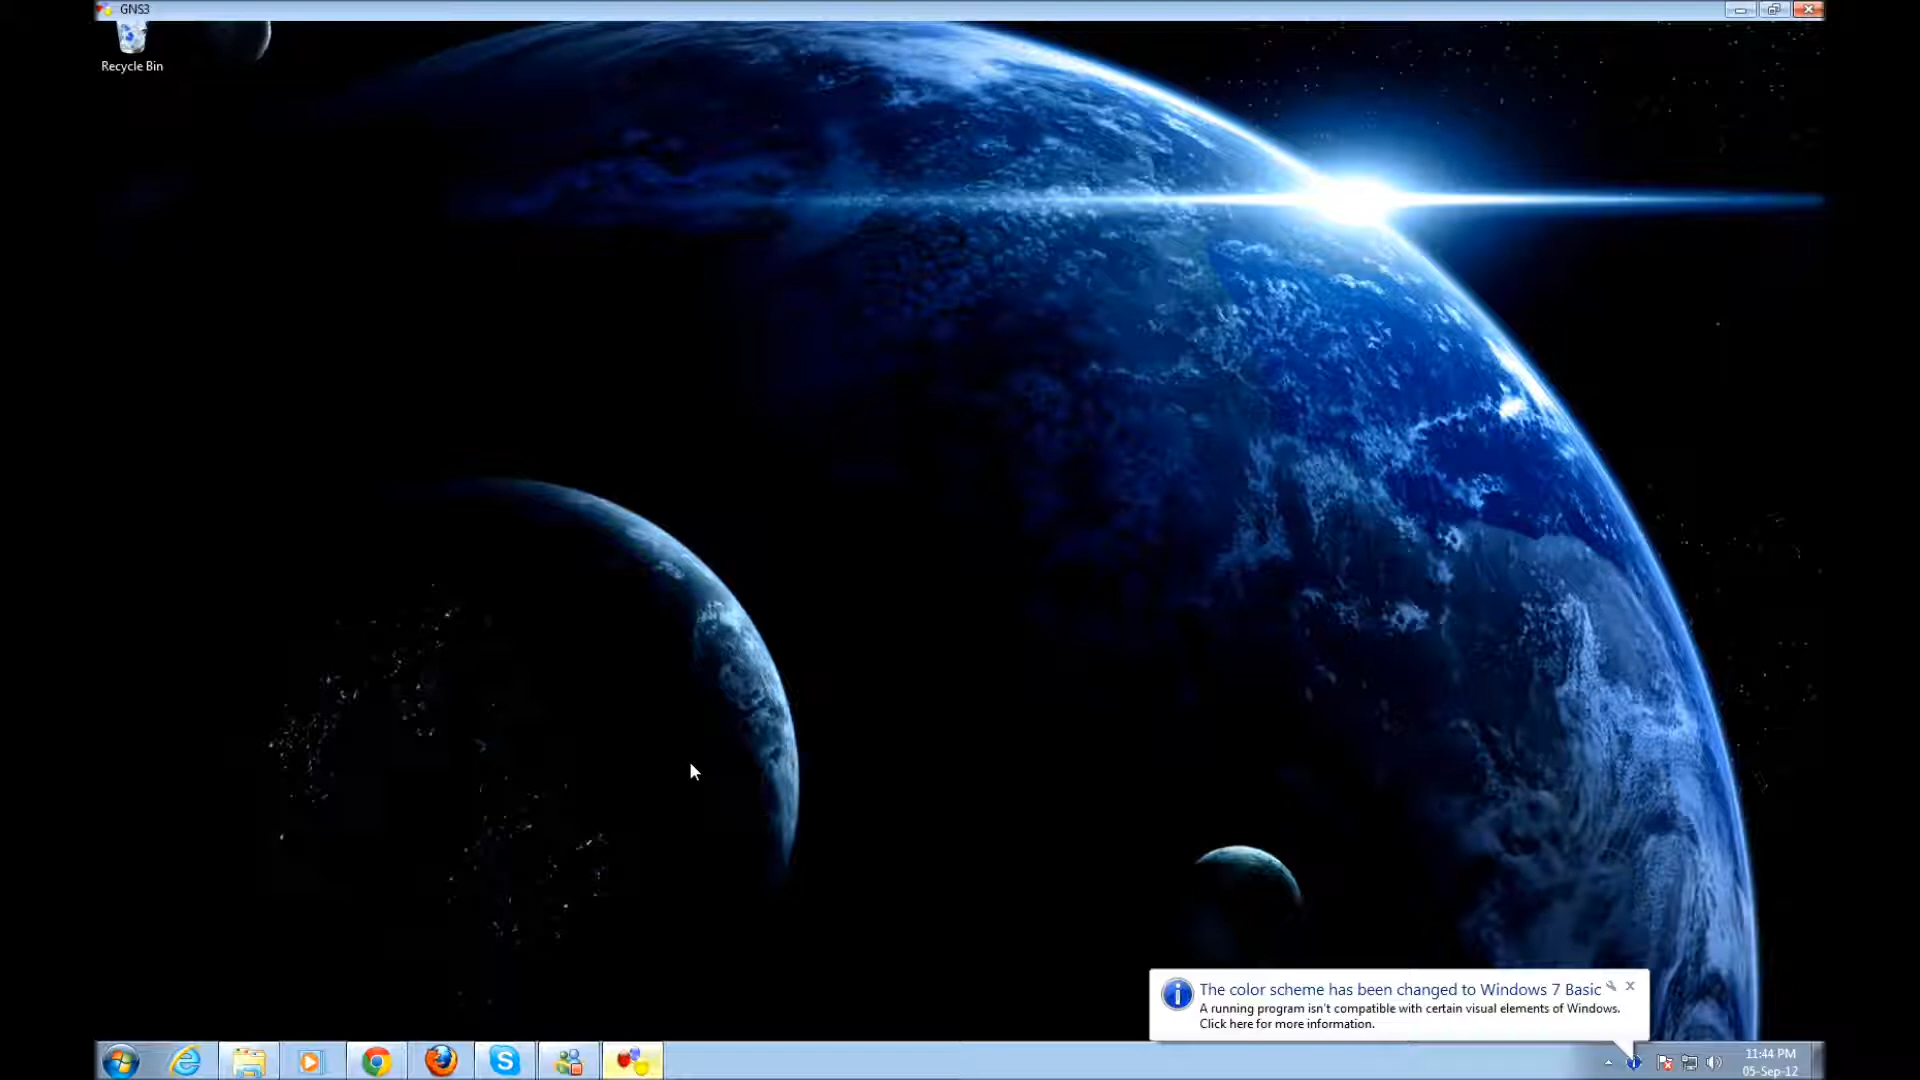 GNS3
Recycle Bin
The color scheme has been changed to Windows 7 Basic
A running program isn't compatible with certain visual elements of Windows.
Click here for more information.
11:44 PM
05-Sep-12